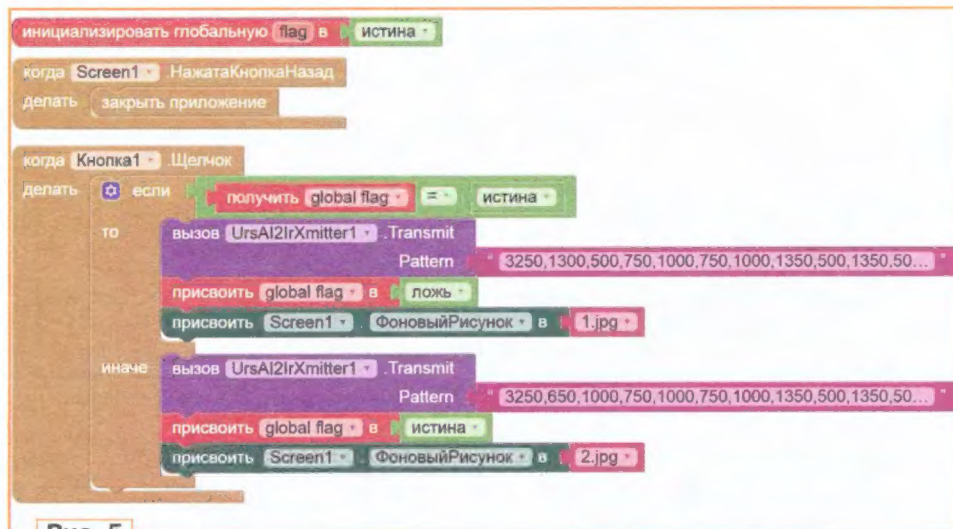 инициализировать глобальную flag в истина
когда Screen1 .НажатаКнопкаНазад
делать закрыть приложение
когда Кнопка1 .Щелчок
делать если получить global flag = истина
то вызов UrsAI2IrXmitter1 .Transmit
Pattern " 3250,1300,500,750,1000,750,1000,1350,500,1350,50... "
присвоить global flag в ложь
присвоить Screen1 . ФоновыйРисунок в 1.jpg
иначе вызов UrsAI2IrXmitter1 .Transmit
Pattern " 3250,650,1000,750,1000,750,1000,1350,500,1350,50... "
присвоить global flag в истина
присвоить Screen1 . ФоновыйРисунок в 2.jpg
Рис. 5